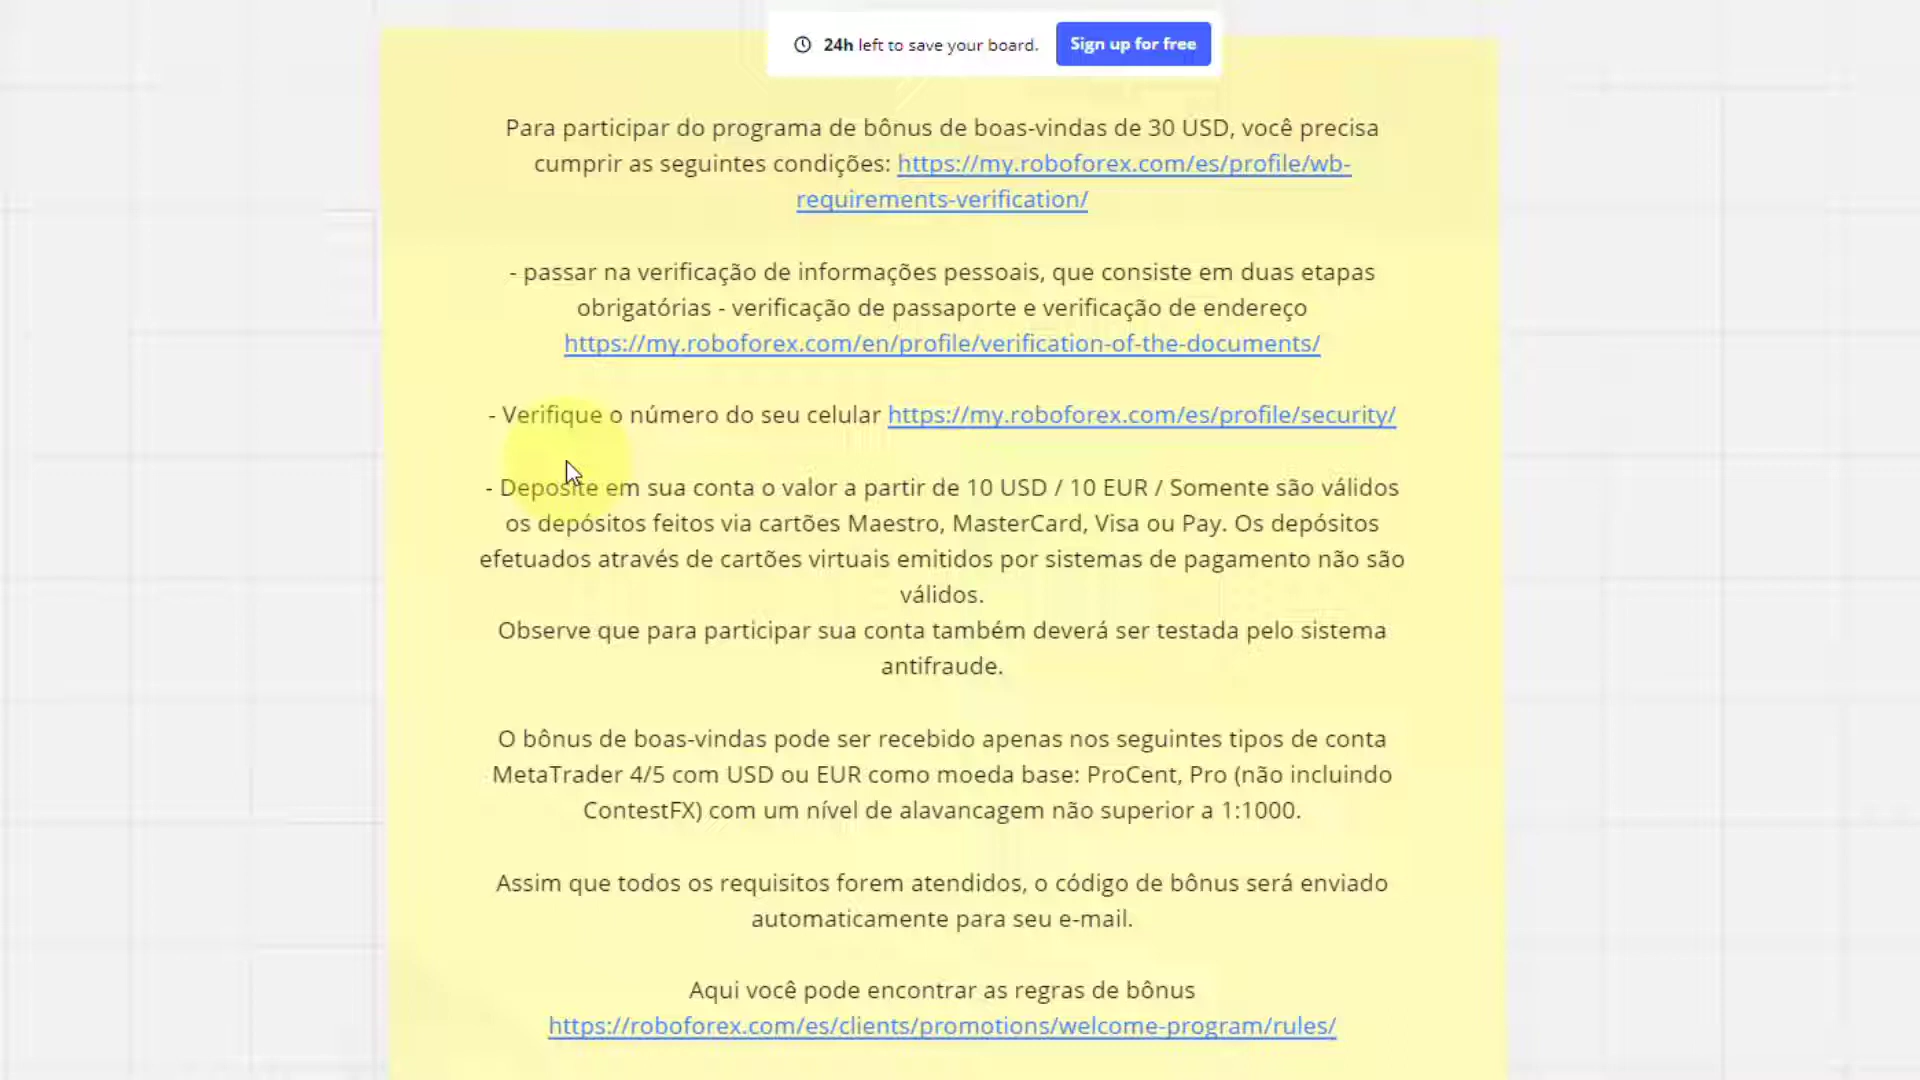 24h left to save your board. Sign up for free
Para participar do programa de bônus de boas-vindas de 30 USD, você precisa
cumprir as seguintes condições: https://my.roboforex.com/es/profile/wb-
requirements-verification/
- passar na verificação de informações pessoais, que consiste em duas etapas
obrigatórias - verificação de passaporte e verificação de endereço
https://my.roboforex.com/en/profile/verification-of-the-documents/
- Verifique o número do seu celular https://my.roboforex.com/es/profile/security/
- Deposite em sua conta o valor a partir de 10 USD / 10 EUR / Somente são válidos
os depósitos feitos via cartões Maestro, MasterCard, Visa ou Pay. Os depósitos
efetuados através de cartões virtuais emitidos por sistemas de pagamento não são
válidos.
Observe que para participar sua conta também deverá ser testada pelo sistema
antifraude.
O bônus de boas-vindas pode ser recebido apenas nos seguintes tipos de conta
MetaTrader 4/5 com USD ou EUR como moeda base: ProCent, Pro (não incluindo
ContestFX) com um nível de alavancagem não superior a 1:1000.
Assim que todos os requisitos forem atendidos, o código de bônus será enviado
automaticamente para seu e-mail.
Aqui você pode encontrar as regras de bônus
https://roboforex.com/es/clients/promotions/welcome-program/rules/